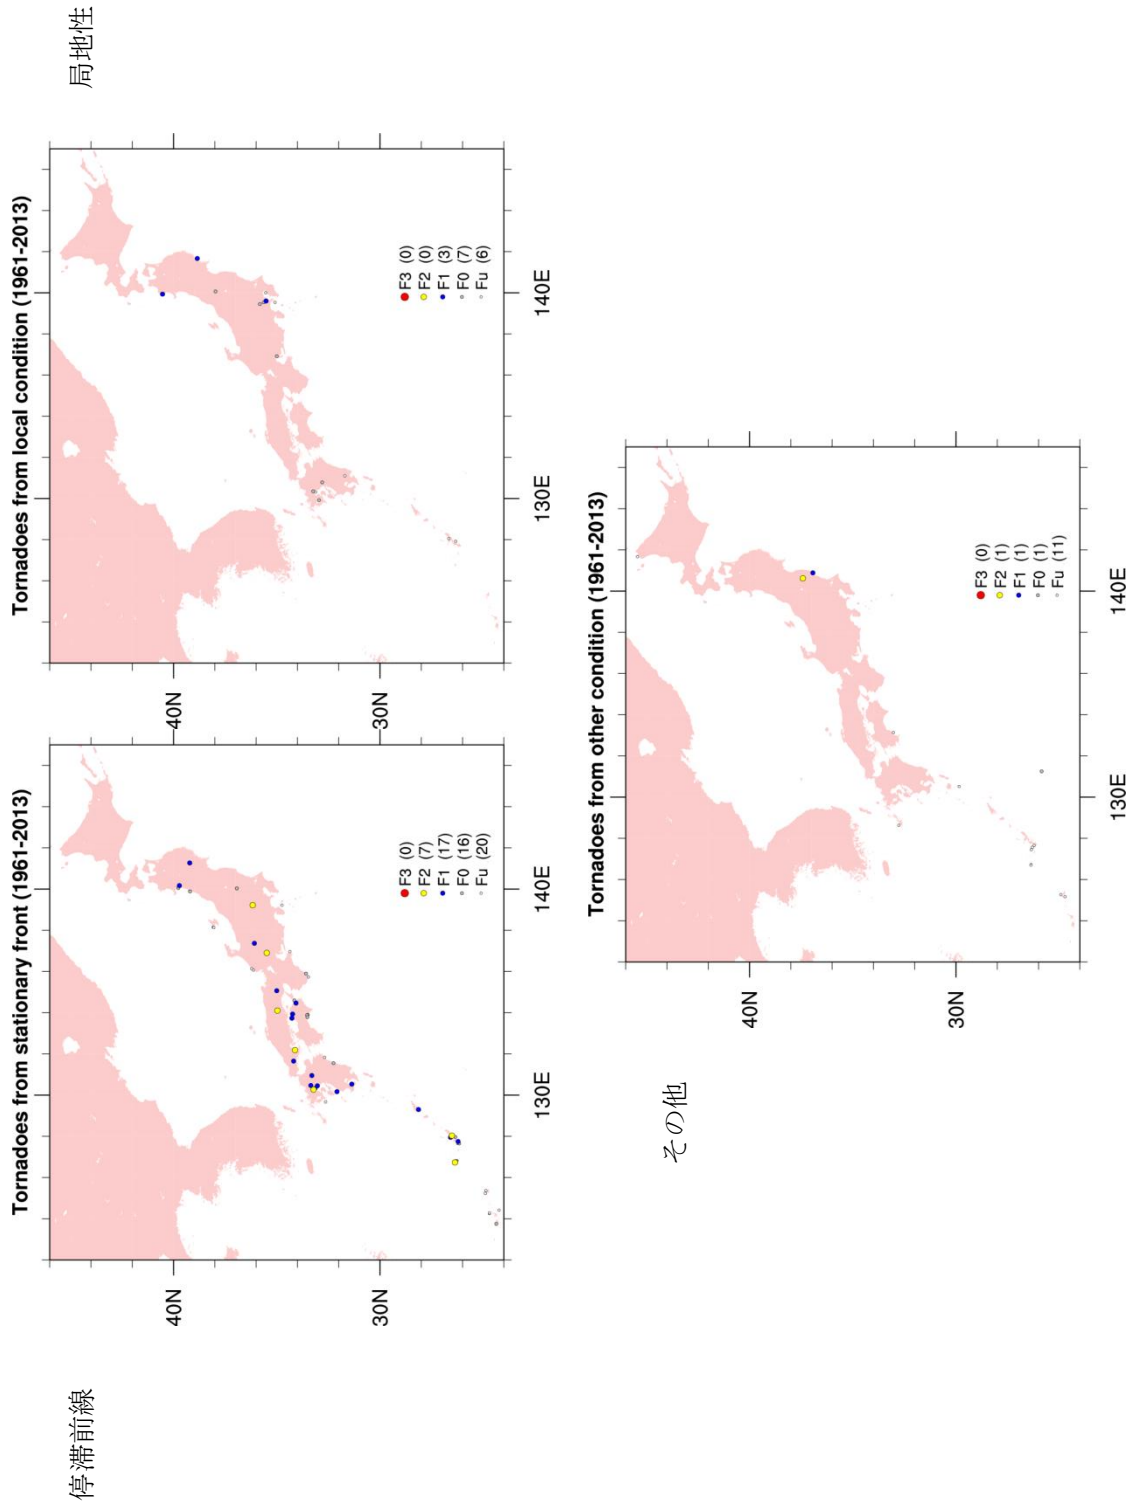 停滞前線
Tornadoes from stationary front (1961-2013)
40N
30N
130E
140E
F3 (0)
F2 (7)
F1 (17)
F0 (16)
Fu (20)
局地性
Tornadoes from local condition (1961-2013)
40N
30N
130E
140E
F3 (0)
F2 (0)
F1 (3)
F0 (7)
Fu (6)
その他
Tornadoes from other condition (1961-2013)
40N
30N
130E
140E
F3 (0)
F2 (1)
F1 (1)
F0 (1)
Fu (11)